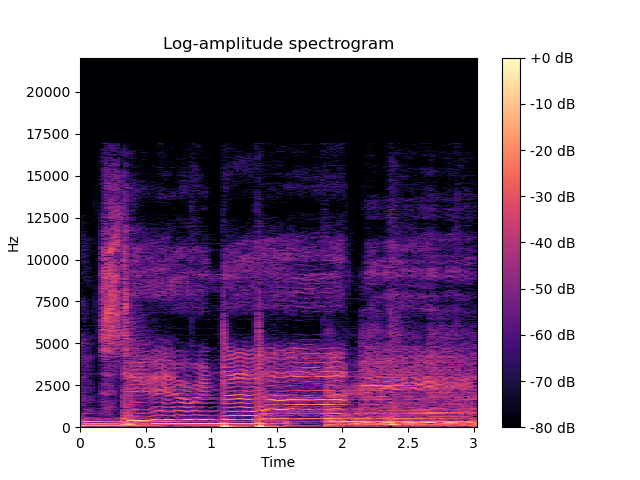 Log-amplitude spectrogram
Hz
20000
17500
15000
12500
10000
7500
5000
2500
0
0 0.5 1 1.5 2 2.5 3
Time
+0 dB
-10 dB
-20 dB
-30 dB
-40 dB
-50 dB
-60 dB
-70 dB
-80 dB